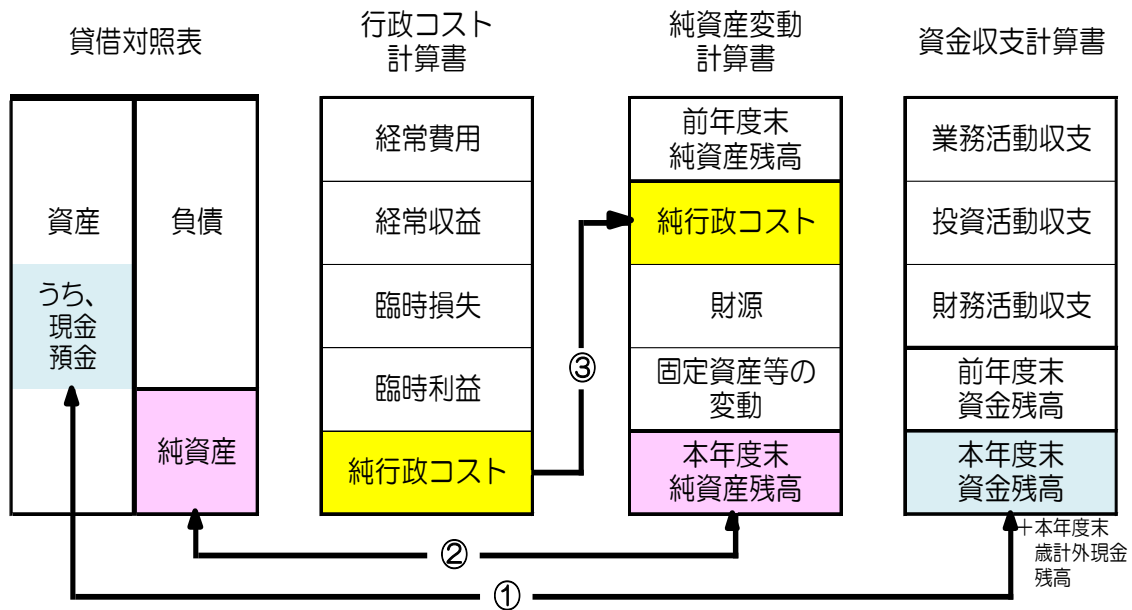 貸借対照表
行政コスト
計算書
純資産変動
計算書
資金収支計算書
資産
うち、
現金
預金
負債
純資産
経常費用
経常収益
臨時損失
臨時利益
純行政コスト
前年度末
純資産残高
純行政コスト
財源
固定資産等の
変動
本年度末
純資産残高
業務活動収支
投資活動収支
財務活動収支
前年度末
資金残高
本年度末
資金残高
＋本年度末
歳計外現金
残高
③
②
①